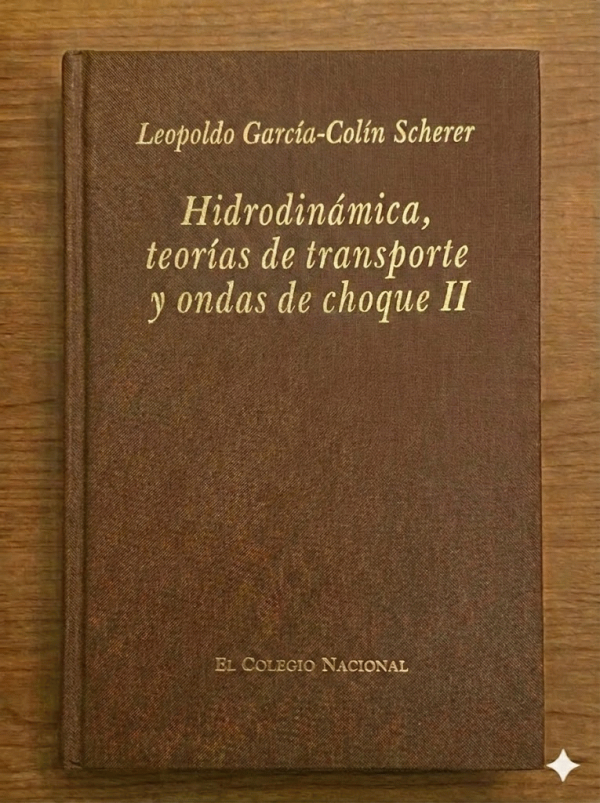 Leopoldo García-Colín Scherer
Hidrodinámica,
teorías de transporte
y ondas de choque II
EL COLEGIO NACIONAL